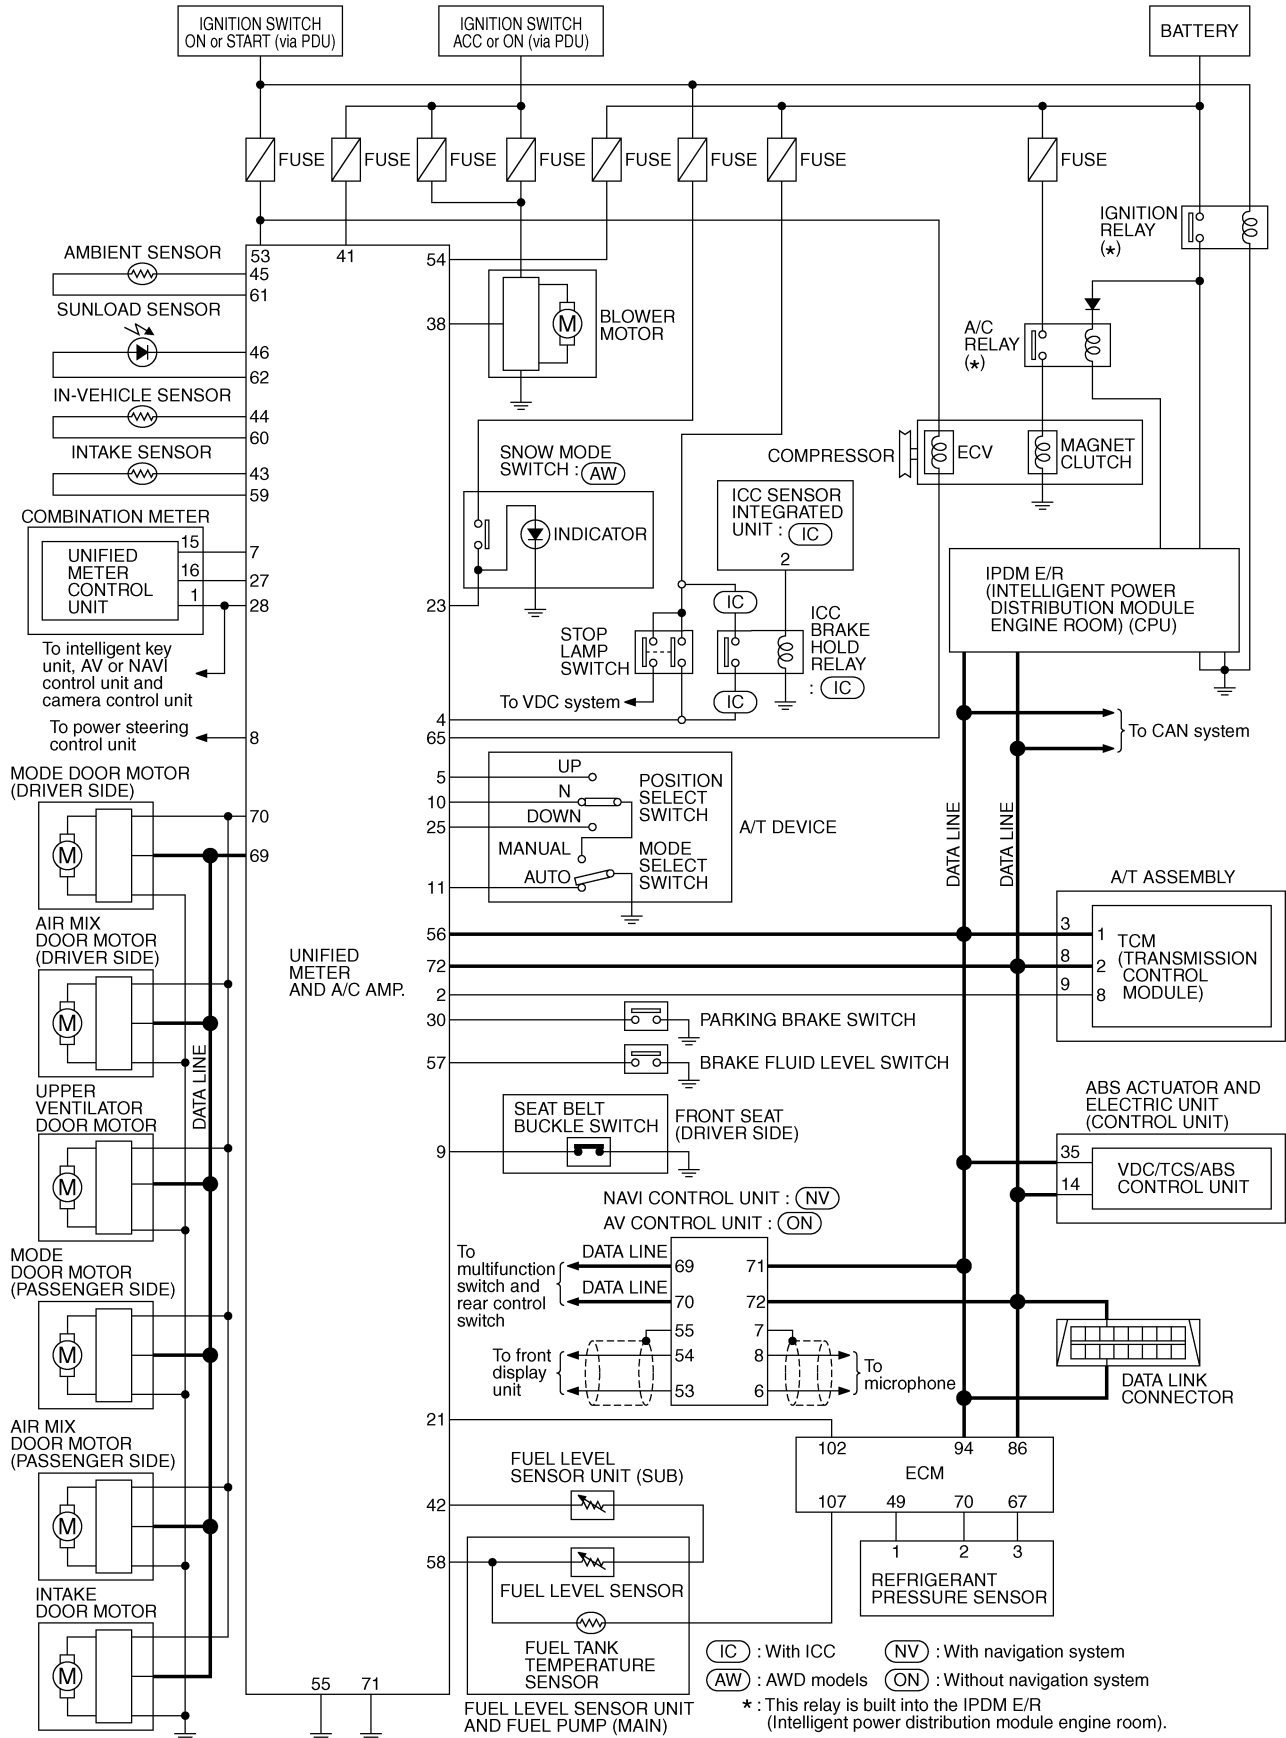 IGNITION SWITCH
ON or START (via PDU)
IGNITION SWITCH
ACC or ON (via PDU)
BATTERY
FUSE
FUSE
FUSE
FUSE
FUSE
FUSE
FUSE
FUSE
IGNITION
RELAY
(*)
53
41
54
AMBIENT SENSOR
45
61
SUNLOAD SENSOR
46
62
IN-VEHICLE SENSOR
44
60
INTAKE SENSOR
43
59
38
M
BLOWER
MOTOR
A/C
RELAY
(*)
COMPRESSOR
ECV
MAGNET
CLUTCH
SNOW MODE
SWITCH : AW
INDICATOR
23
ICC SENSOR
INTEGRATED
UNIT : IC
2
COMBINATION METER
UNIFIED
METER
CONTROL
UNIT
15
16
1
7
27
28
To intelligent key
unit, AV or NAVI
control unit and
camera control unit
To power steering
control unit
8
IC
STOP
LAMP
SWITCH
ICC
BRAKE
HOLD
RELAY
: IC
IC
To VDC system
4
65
IPDM E/R
(INTELLIGENT POWER
DISTRIBUTION MODULE
ENGINE ROOM) (CPU)
To CAN system
DATA LINE
DATA LINE
MODE DOOR MOTOR
(DRIVER SIDE)
M
70
69
5
10
25
11
UP
N
DOWN
MANUAL
AUTO
POSITION
SELECT
SWITCH
MODE
SELECT
SWITCH
A/T DEVICE
AIR MIX
DOOR MOTOR
(DRIVER SIDE)
M
DATA LINE
UNIFIED
METER
AND A/C AMP.
56
72
2
30
57
9
A/T ASSEMBLY
3
8
9
1
2
8
TCM
(TRANSMISSION
CONTROL
MODULE)
PARKING BRAKE SWITCH
BRAKE FLUID LEVEL SWITCH
SEAT BELT
BUCKLE SWITCH
FRONT SEAT
(DRIVER SIDE)
ABS ACTUATOR AND
ELECTRIC UNIT
(CONTROL UNIT)
35
14
VDC/TCS/ABS
CONTROL UNIT
UPPER
VENTILATOR
DOOR MOTOR
M
NAVI CONTROL UNIT : NV
AV CONTROL UNIT : ON
To
multifunction
switch and
rear control
switch
DATA LINE
DATA LINE
69
70
55
54
53
71
72
7
8
6
To front
display
unit
To
microphone
DATA LINK
CONNECTOR
MODE
DOOR MOTOR
(PASSENGER SIDE)
M
AIR MIX
DOOR MOTOR
(PASSENGER SIDE)
M
INTAKE
DOOR MOTOR
M
21
42
58
102
94
86
ECM
107
49
70
67
1
2
3
REFRIGERANT
PRESSURE SENSOR
FUEL LEVEL
SENSOR UNIT (SUB)
FUEL LEVEL SENSOR
FUEL TANK
TEMPERATURE
SENSOR
FUEL LEVEL SENSOR UNIT
AND FUEL PUMP (MAIN)
55
71
IC : With ICC
NV : With navigation system
AW : AWD models
ON : Without navigation system
* : This relay is built into the IPDM E/R
(Intelligent power distribution module engine room).